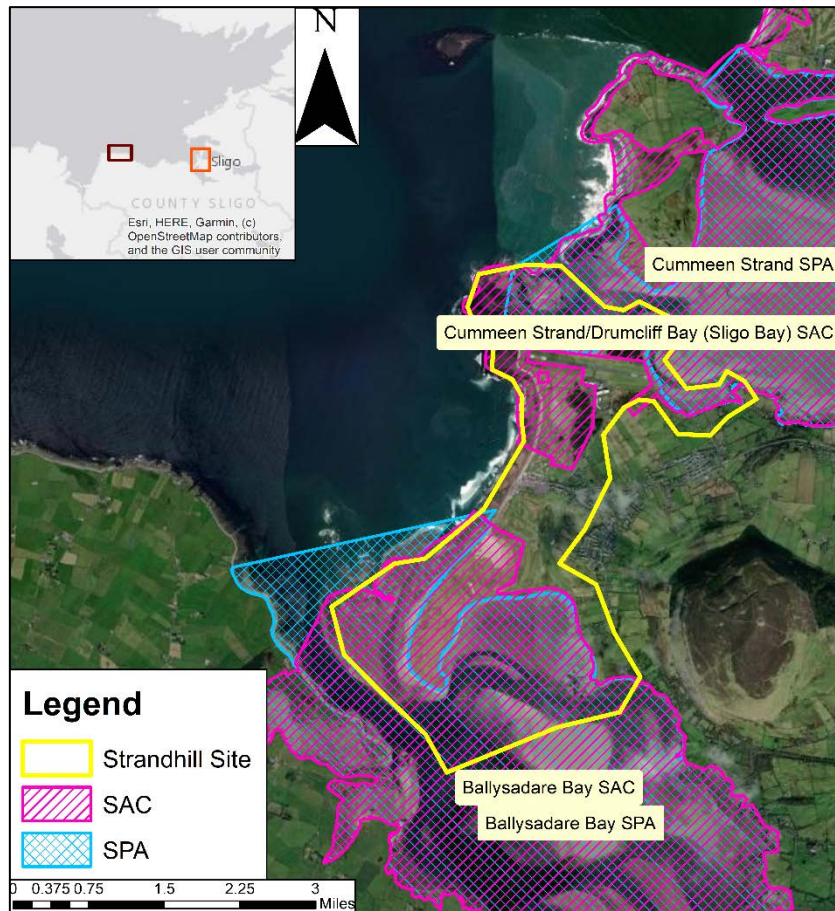 N
Sligo
COUNTY SLIGO
Esri, HERE, Garmin, (c)
OpenStreetMap contributors,
and the GIS user community
Cummeen Strand SPA
Cummeen Strand/Drumcliff Bay (Sligo Bay) SAC
Ballysadare Bay SAC
Ballysadare Bay SPA
Legend
Strandhill Site
SAC
SPA
0 0.375 0.75 1.5 2.25 3
Miles